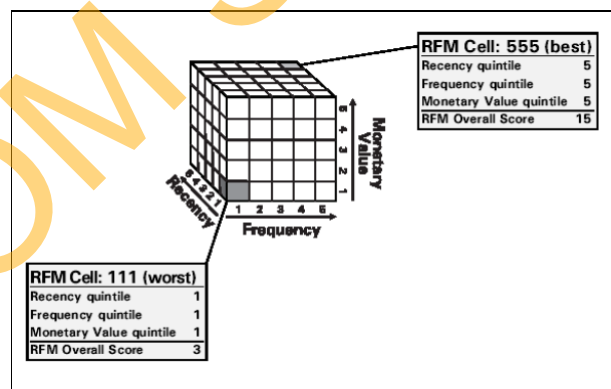 RFM Cell: 555 (best)
Recency quintile 5
Frequency quintile 5
Monetary Value quintile 5
RFM Overall Score 15
5
4
3
2
1
Monetary
Value
5 4 3 2 1
Recency
1 2 3 4 5
Frequency
RFM Cell: 111 (worst)
Recency quintile 1
Frequency quintile 1
Monetary Value quintile 1
RFM Overall Score 3
OM S